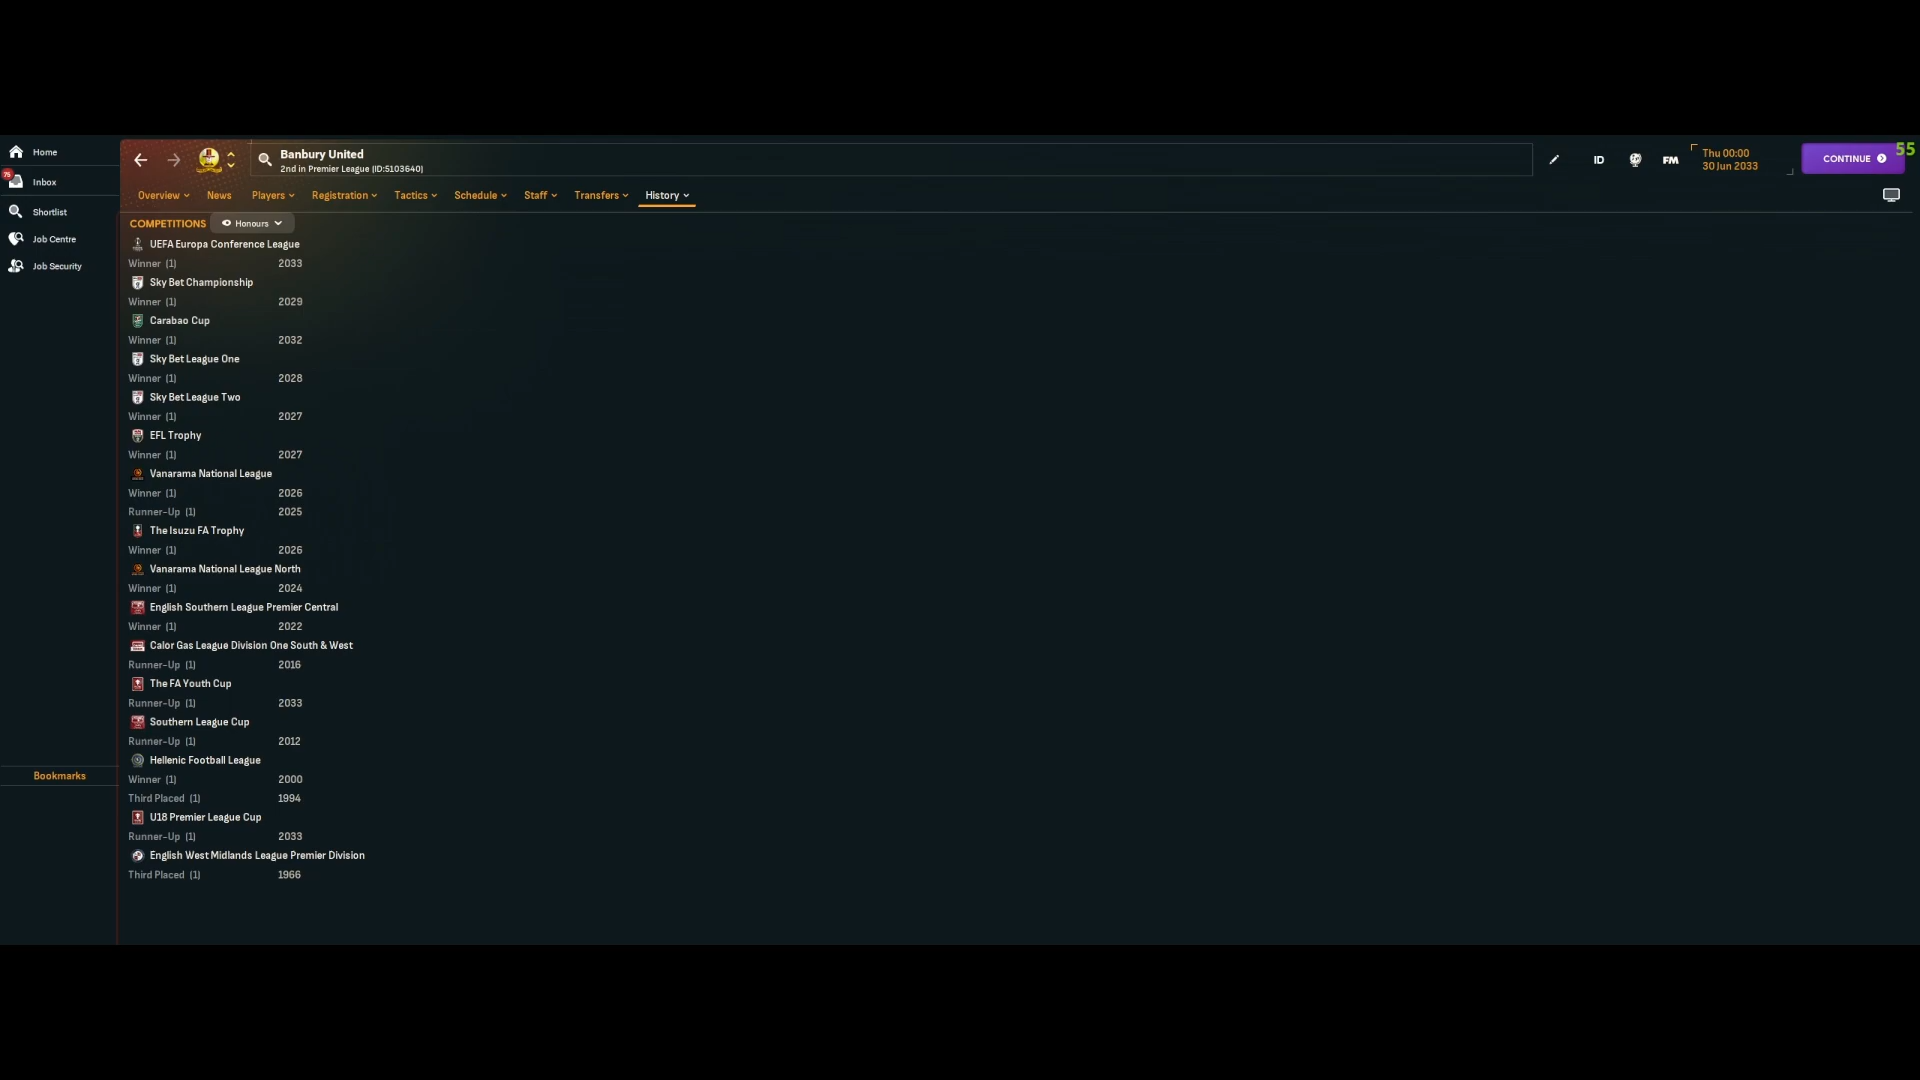 Home
75
Inbox
Shortlist
Job Centre
Job Security
Bookmarks
Banbury United
2nd in Premier League (ID:5103640)
ID
FM
Thu 00:00
30 Jun 2033
CONTINUE
55
Overview
News
Players
Registration
Tactics
Schedule
Staff
Transfers
History
COMPETITIONS Honours
UEFA Europa Conference League
Winner (1) 2033
Sky Bet Championship
Winner (1) 2029
Carabao Cup
Winner (1) 2032
Sky Bet League One
Winner (1) 2028
Sky Bet League Two
Winner (1) 2027
EFL Trophy
Winner (1) 2027
Vanarama National League
Winner (1) 2026
Runner-Up (1) 2025
The Isuzu FA Trophy
Winner (1) 2026
Vanarama National League North
Winner (1) 2024
English Southern League Premier Central
Winner (1) 2022
Calor Gas League Division One South & West
Runner-Up (1) 2016
The FA Youth Cup
Runner-Up (1) 2033
Southern League Cup
Runner-Up (1) 2012
Hellenic Football League
Winner (1) 2000
Third Placed (1) 1994
U18 Premier League Cup
Runner-Up (1) 2033
English West Midlands League Premier Division
Third Placed (1) 1966